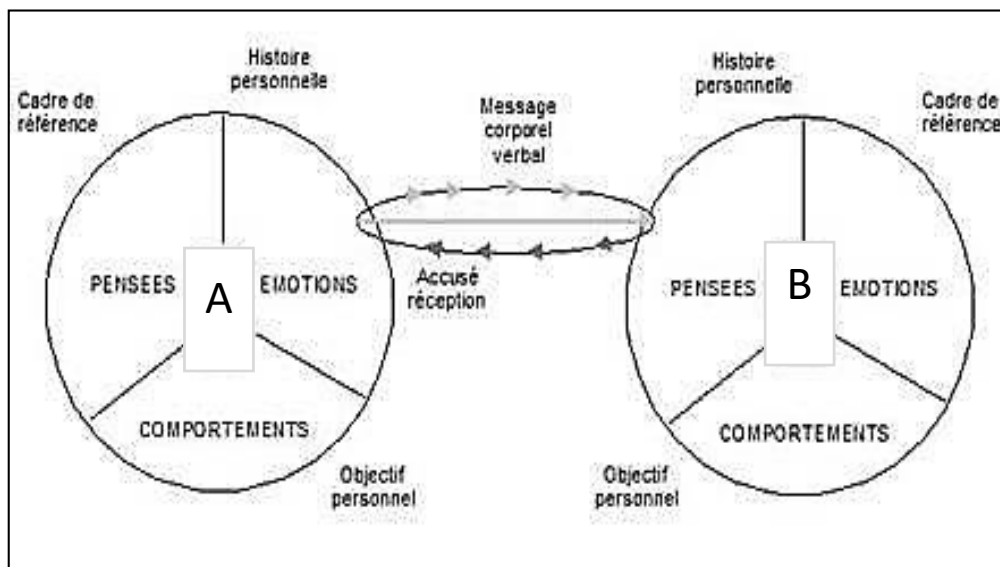 Histoire
personnelle
Cadre de
référence
PENSEES
A
EMOTIONS
COMPORTEMENTS
Objectif
personnel
Message
corporel
verbal
Accusé
réception
Histoire
personnelle
Cadre de
référence
PENSEES
B
EMOTIONS
COMPORTEMENTS
Objectif
personnel